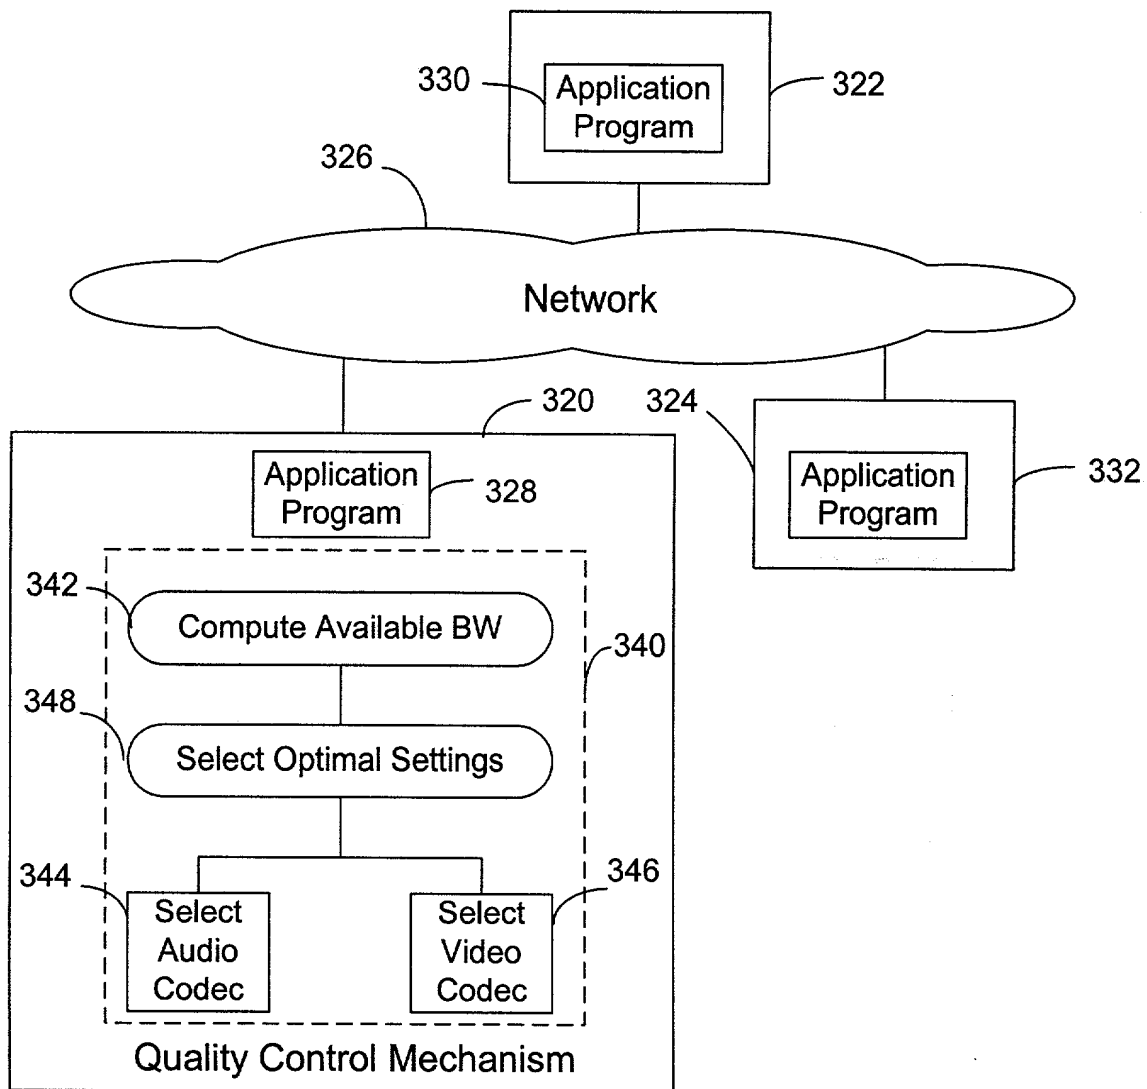 330
Application
Program
322
326
Network
320
324
Application
Program
328
Application
Program
332
342
Compute Available BW
340
348
Select Optimal Settings
344
Select
Audio
Codec
Select
Video
Codec
346
Quality Control Mechanism